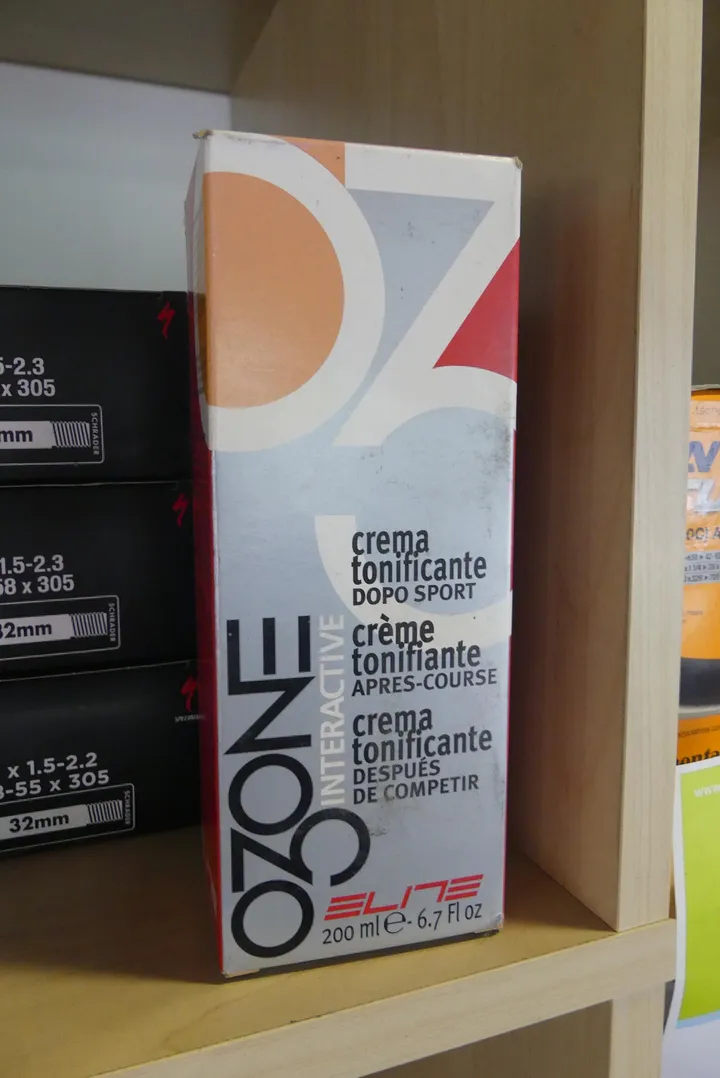 crema
tonificante
DOPO SPORT
crème
tonifiante
APRES-COURSE
crema
tonificante
DESPUÉS
DE COMPETIR
OZONE
INTERACTIVE
ELITE
200 ml e - 6.7 Fl oz
5-2.3
x 305
mm
SCHRADER
1.5-2.3
58 x 305
32mm
SCHRADER
x 1.5-2.2
-55 x 305
32mm
SCHRADER